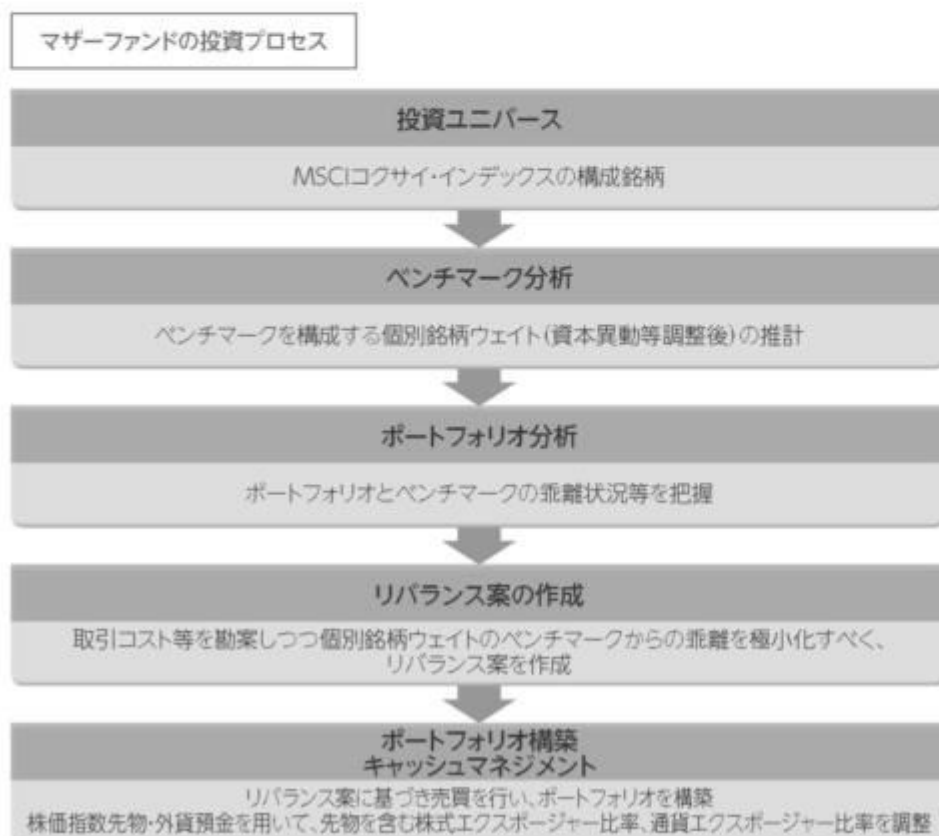 マザーファンドの投資プロセス
投資ユニバース
MSCIコクサイ・インデックスの構成銘柄
ベンチマーク分析
ベンチマークを構成する個別銘柄ウェイト(資本異動等調整後)の推計
ポートフォリオ分析
ポートフォリオとベンチマークの乖離状況等を把握
リバランス案の作成
取引コスト等を勘案しつつ個別銘柄ウェイトのベンチマークからの乖離を極小化すべく、
リバランス案を作成
ポートフォリオ構築
キャッシュマネジメント
リバランス案に基づき売買を行い、ポートフォリオを構築
株価指数先物・外貨預金を用いて、先物を含む株式エクスポージャー比率、通貨エクスポージャー比率を調整